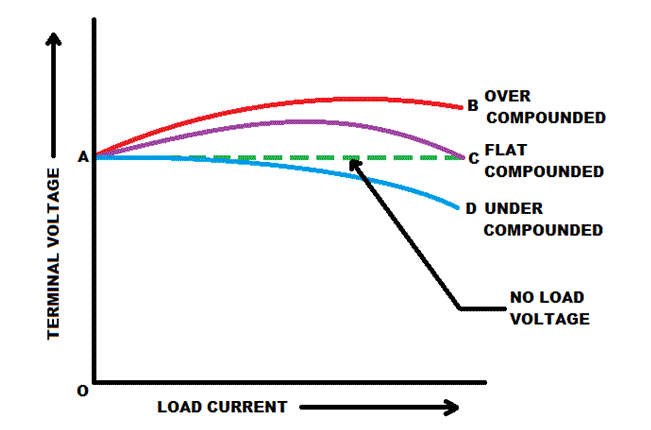 B OVER
COMPOUNDED
A
C FLAT
COMPOUNDED
D UNDER
COMPOUNDED
TERMINAL VOLTAGE
NO LOAD
VOLTAGE
O
LOAD CURRENT